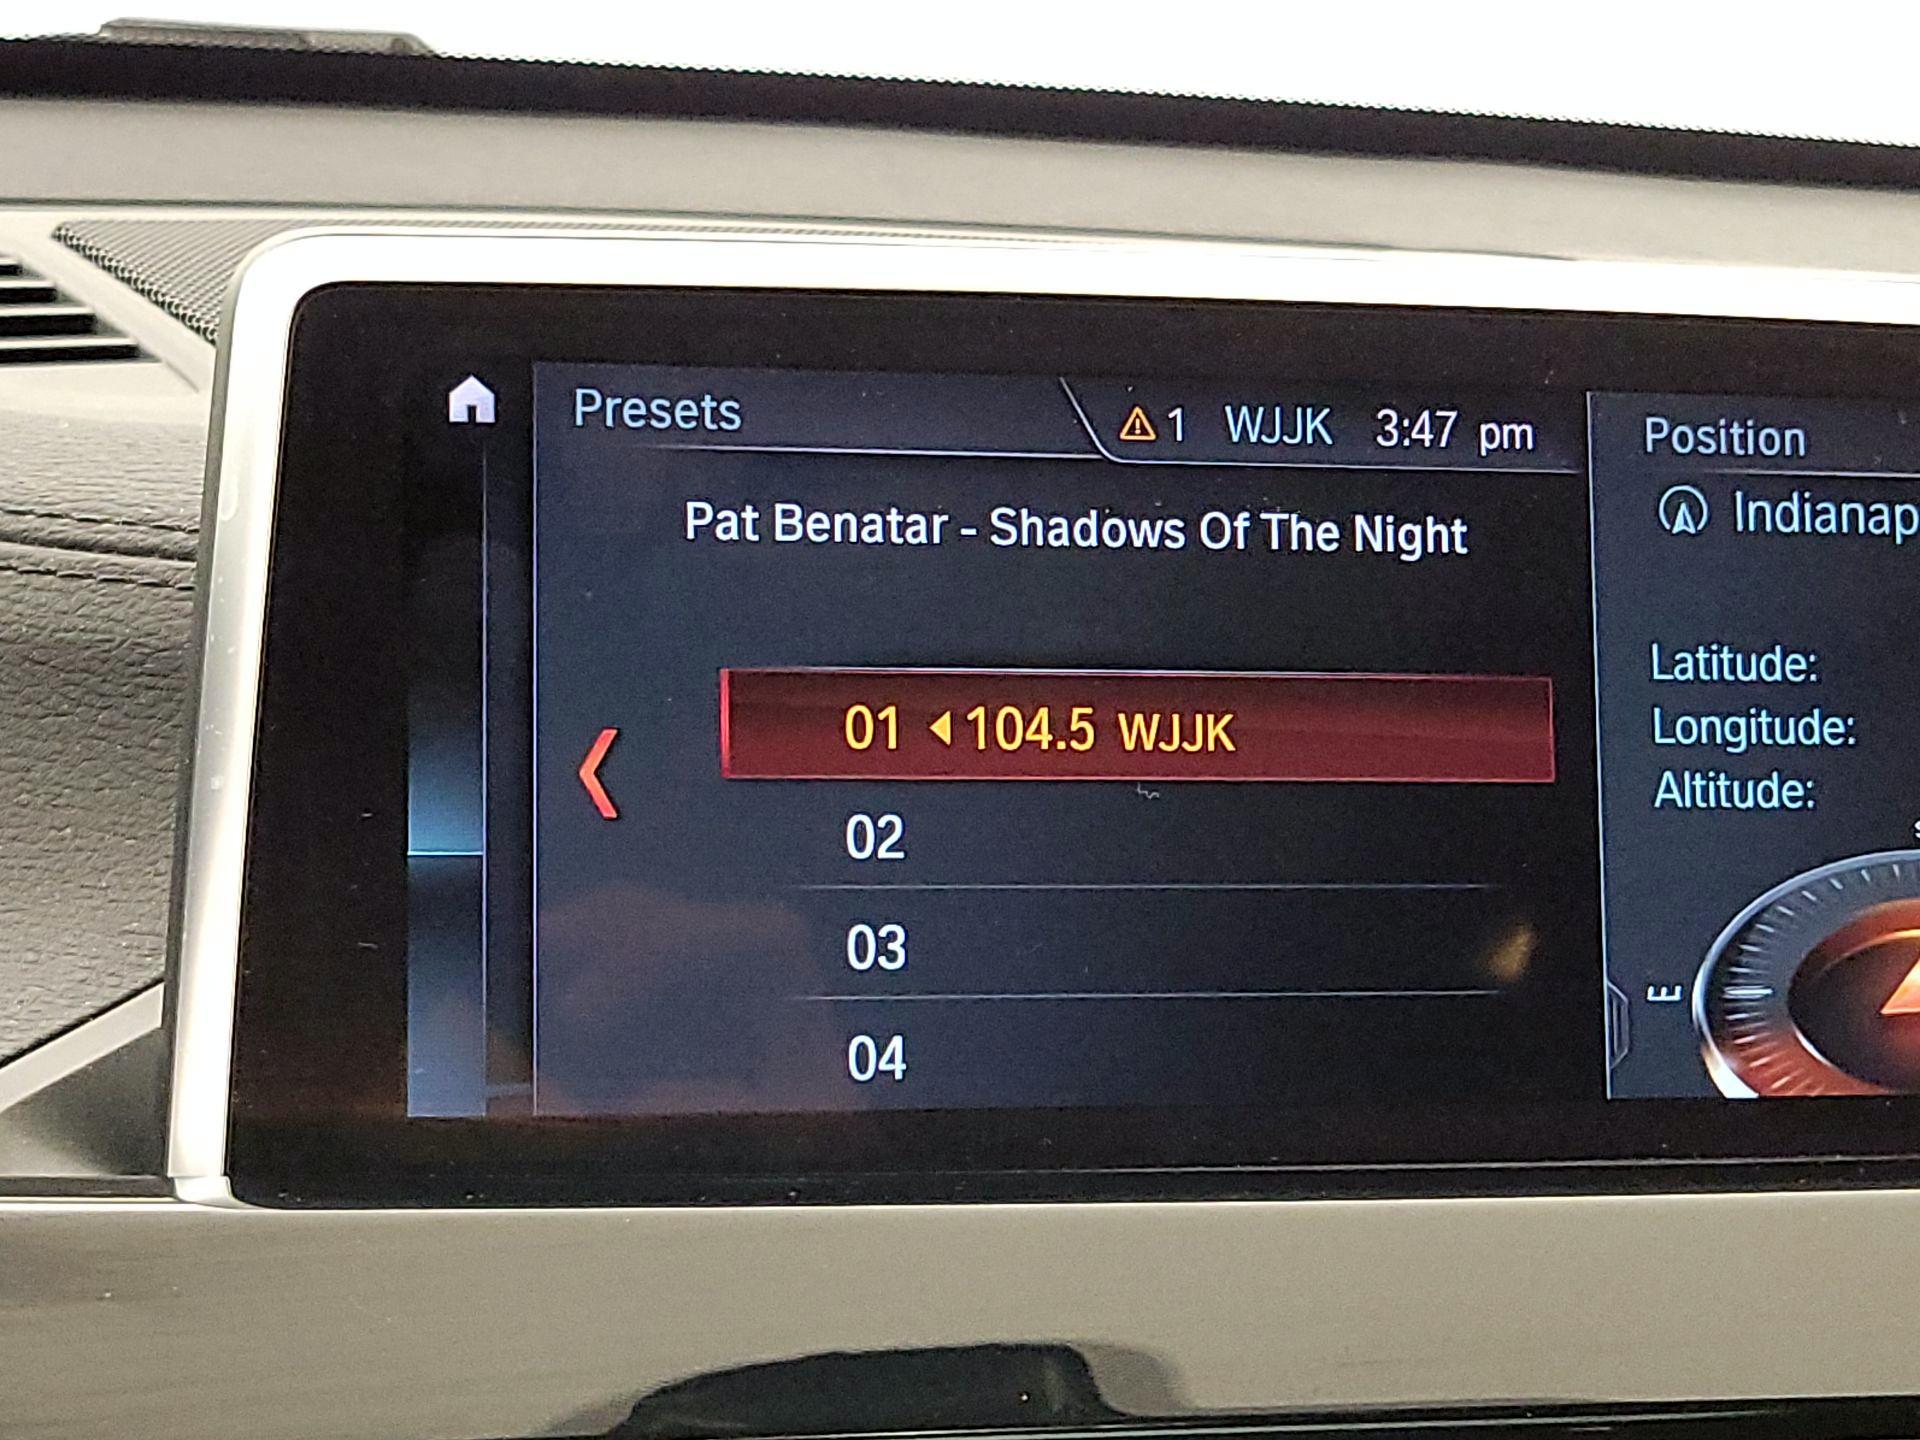 Presets
1 WJJK 3:47 pm
Pat Benatar - Shadows Of The Night
01 ◄104.5 WJJK
02
03
04
Position
Indianap
Latitude:
Longitude:
Altitude:
E